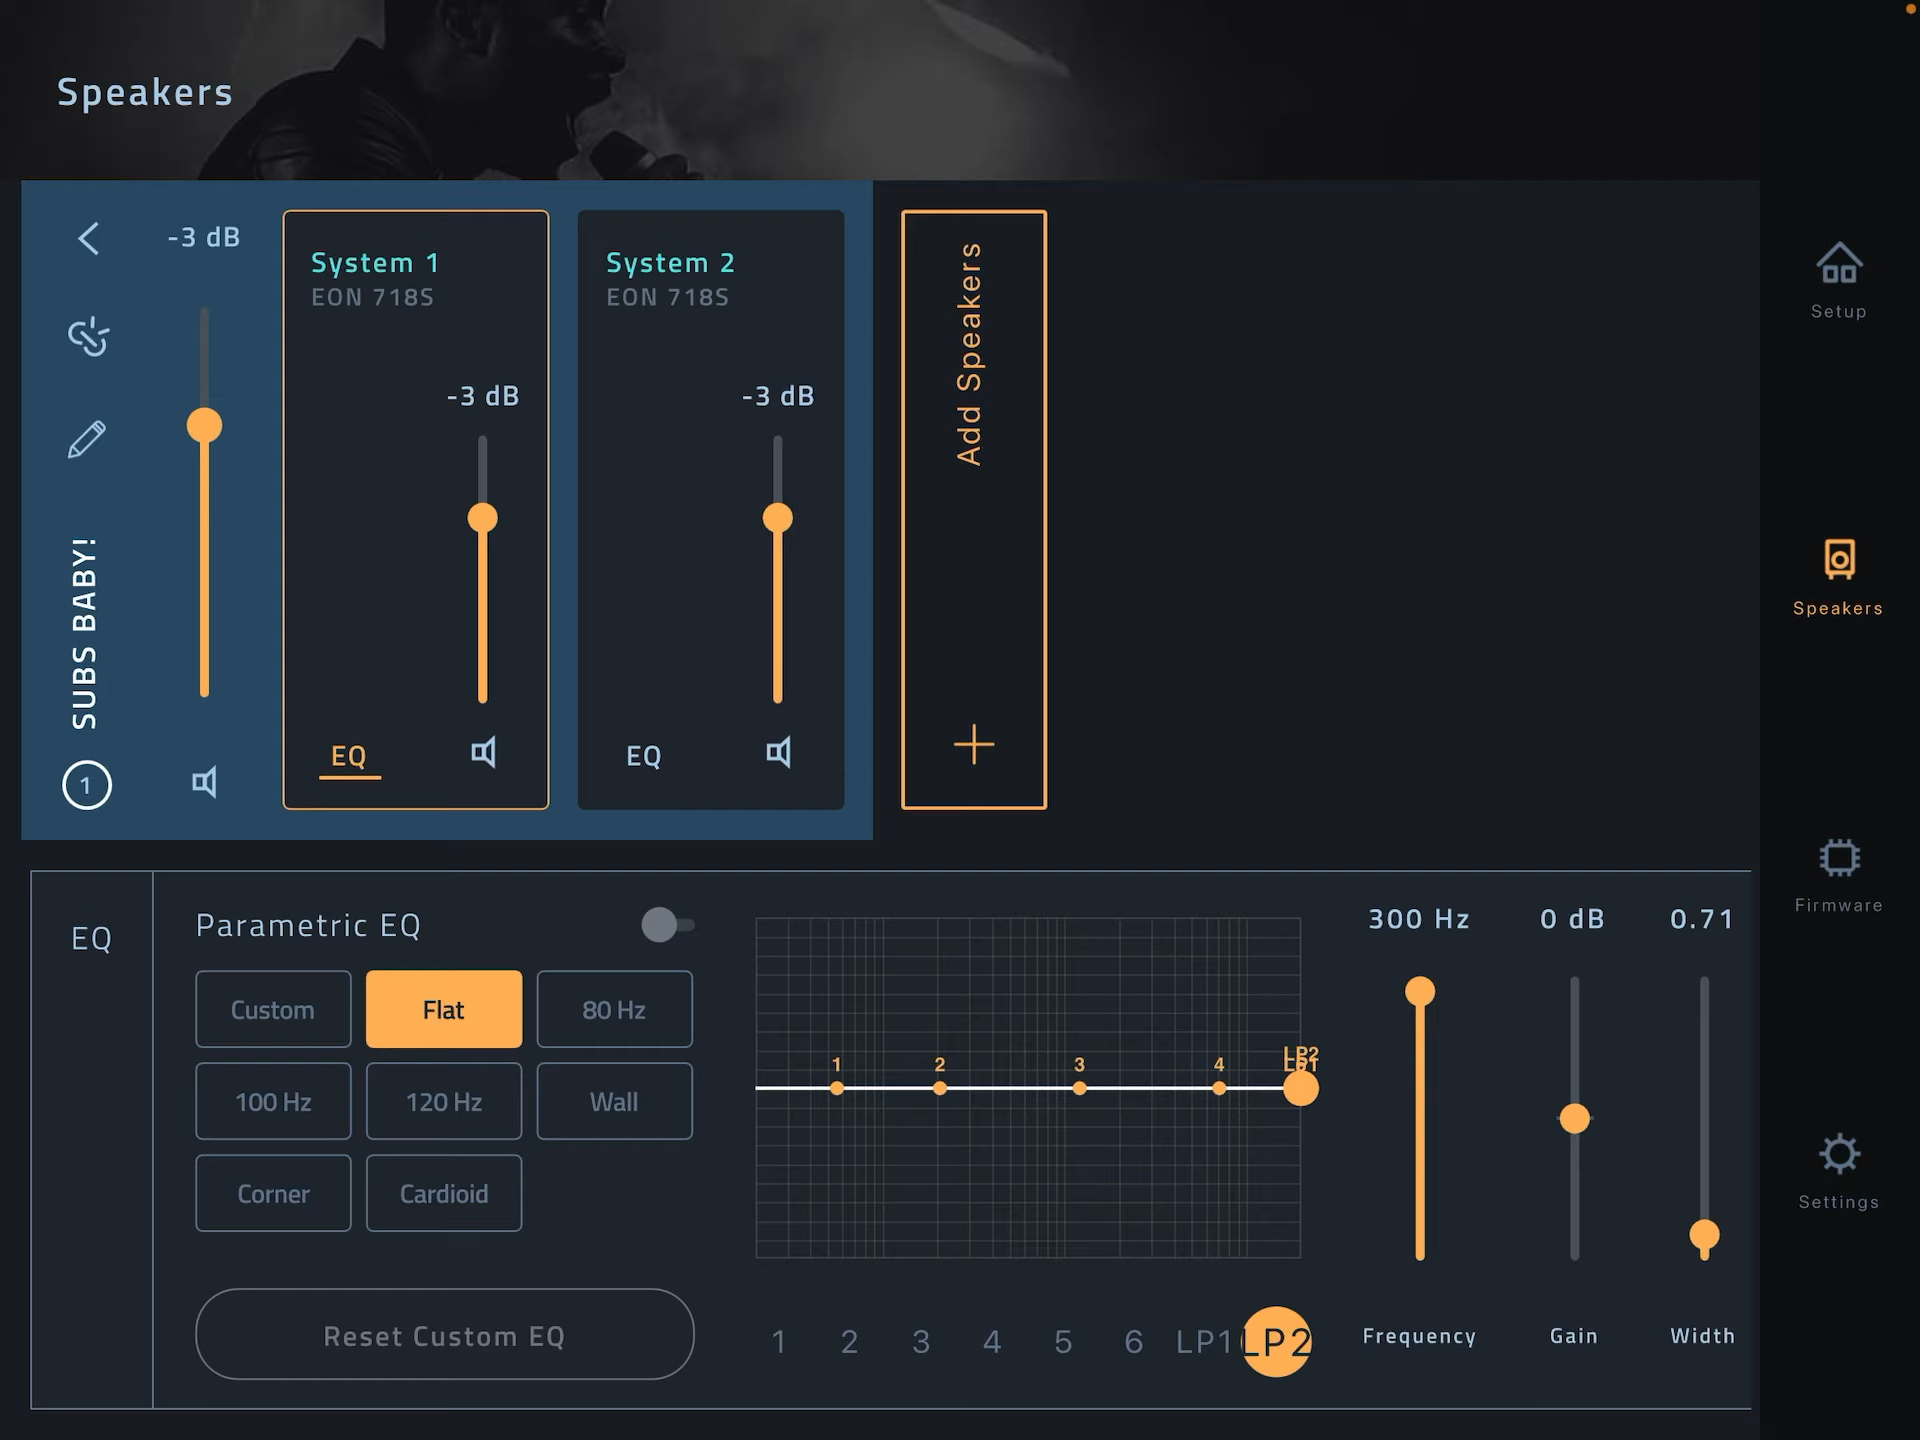 Speakers
-3 dB
SUBS BABY!
1
System 1
EON 718S
-3 dB
EQ
System 2
EON 718S
-3 dB
EQ
Add Speakers
Setup
Speakers
Firmware
Settings
EQ
Parametric EQ
Custom
Flat
80 Hz
100 Hz
120 Hz
Wall
Corner
Cardioid
Reset Custom EQ
1
2
3
4
LP2
1 2 3 4 5 6 LP1 LP2
300 Hz
0 dB
0.71
Frequency
Gain
Width